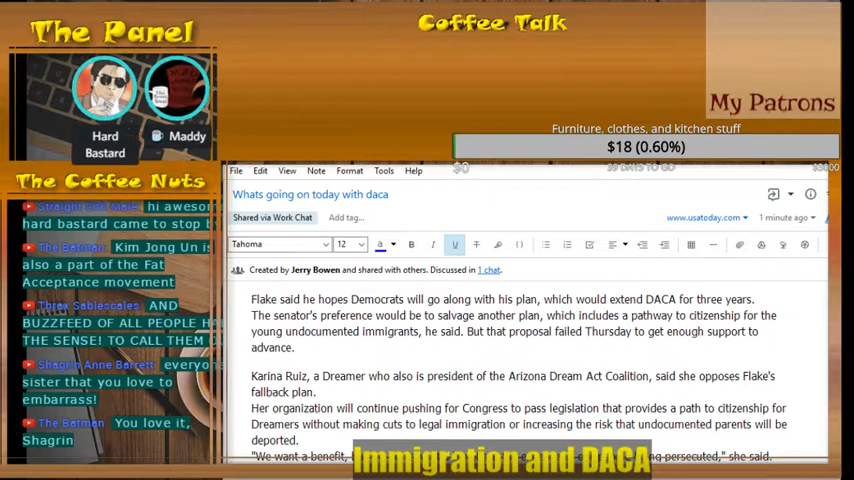 The Panel
Hard
Bastard
Maddy
The Coffee Nuts
hi awesom
hard bastard came to stop b
The Batman: Kim Jong Un is
also a part of the Fat
Acceptance movement
Thrax Sablescales: AND
BUZZFEED OF ALL PEOPLE HA
THE SENSE! TO CALL THEM O
Shagrin Anne Barrett: everyone
sister that you love to
embarrass!
The Batman: You love it,
Shagrin
Coffee Talk
My Patrons
Furniture, clothes, and kitchen stuff
$18 (0.60%)
$0
File Edit View Note Format Tools Help
Whats going on today with daca
Shared via Work Chat Add tag...
www.usatoday.com 1 minute ago
Tahoma 12
Created by Jerry Bowen and shared with others. Discussed in 1 chat.
Flake said he hopes Democrats will go along with his plan, which would extend DACA for three years.
The senator's preference would be to salvage another plan, which includes a pathway to citizenship for the
young undocumented immigrants, he said. But that proposal failed Thursday to get enough support to
advance.
Karina Ruiz, a Dreamer who also is president of the Arizona Dream Act Coalition, said she opposes Flake's
fallback plan.
Her organization will continue pushing for Congress to pass legislation that provides a path to citizenship for
Dreamers without making cuts to legal immigration or increasing the risk that undocumented parents will be
deported.
"We want a benefit, persecuted," she said.
Immigration and DACA